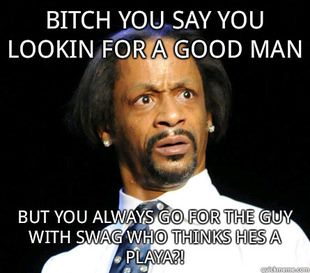 BITCH YOU SAY YOU
LOOKIN FOR A GOOD MAN
BUT YOU ALWAYS GO FOR THE GUY
WITH SWAG WHO THINKS HES A
PLAYA?!
quickmeme.com